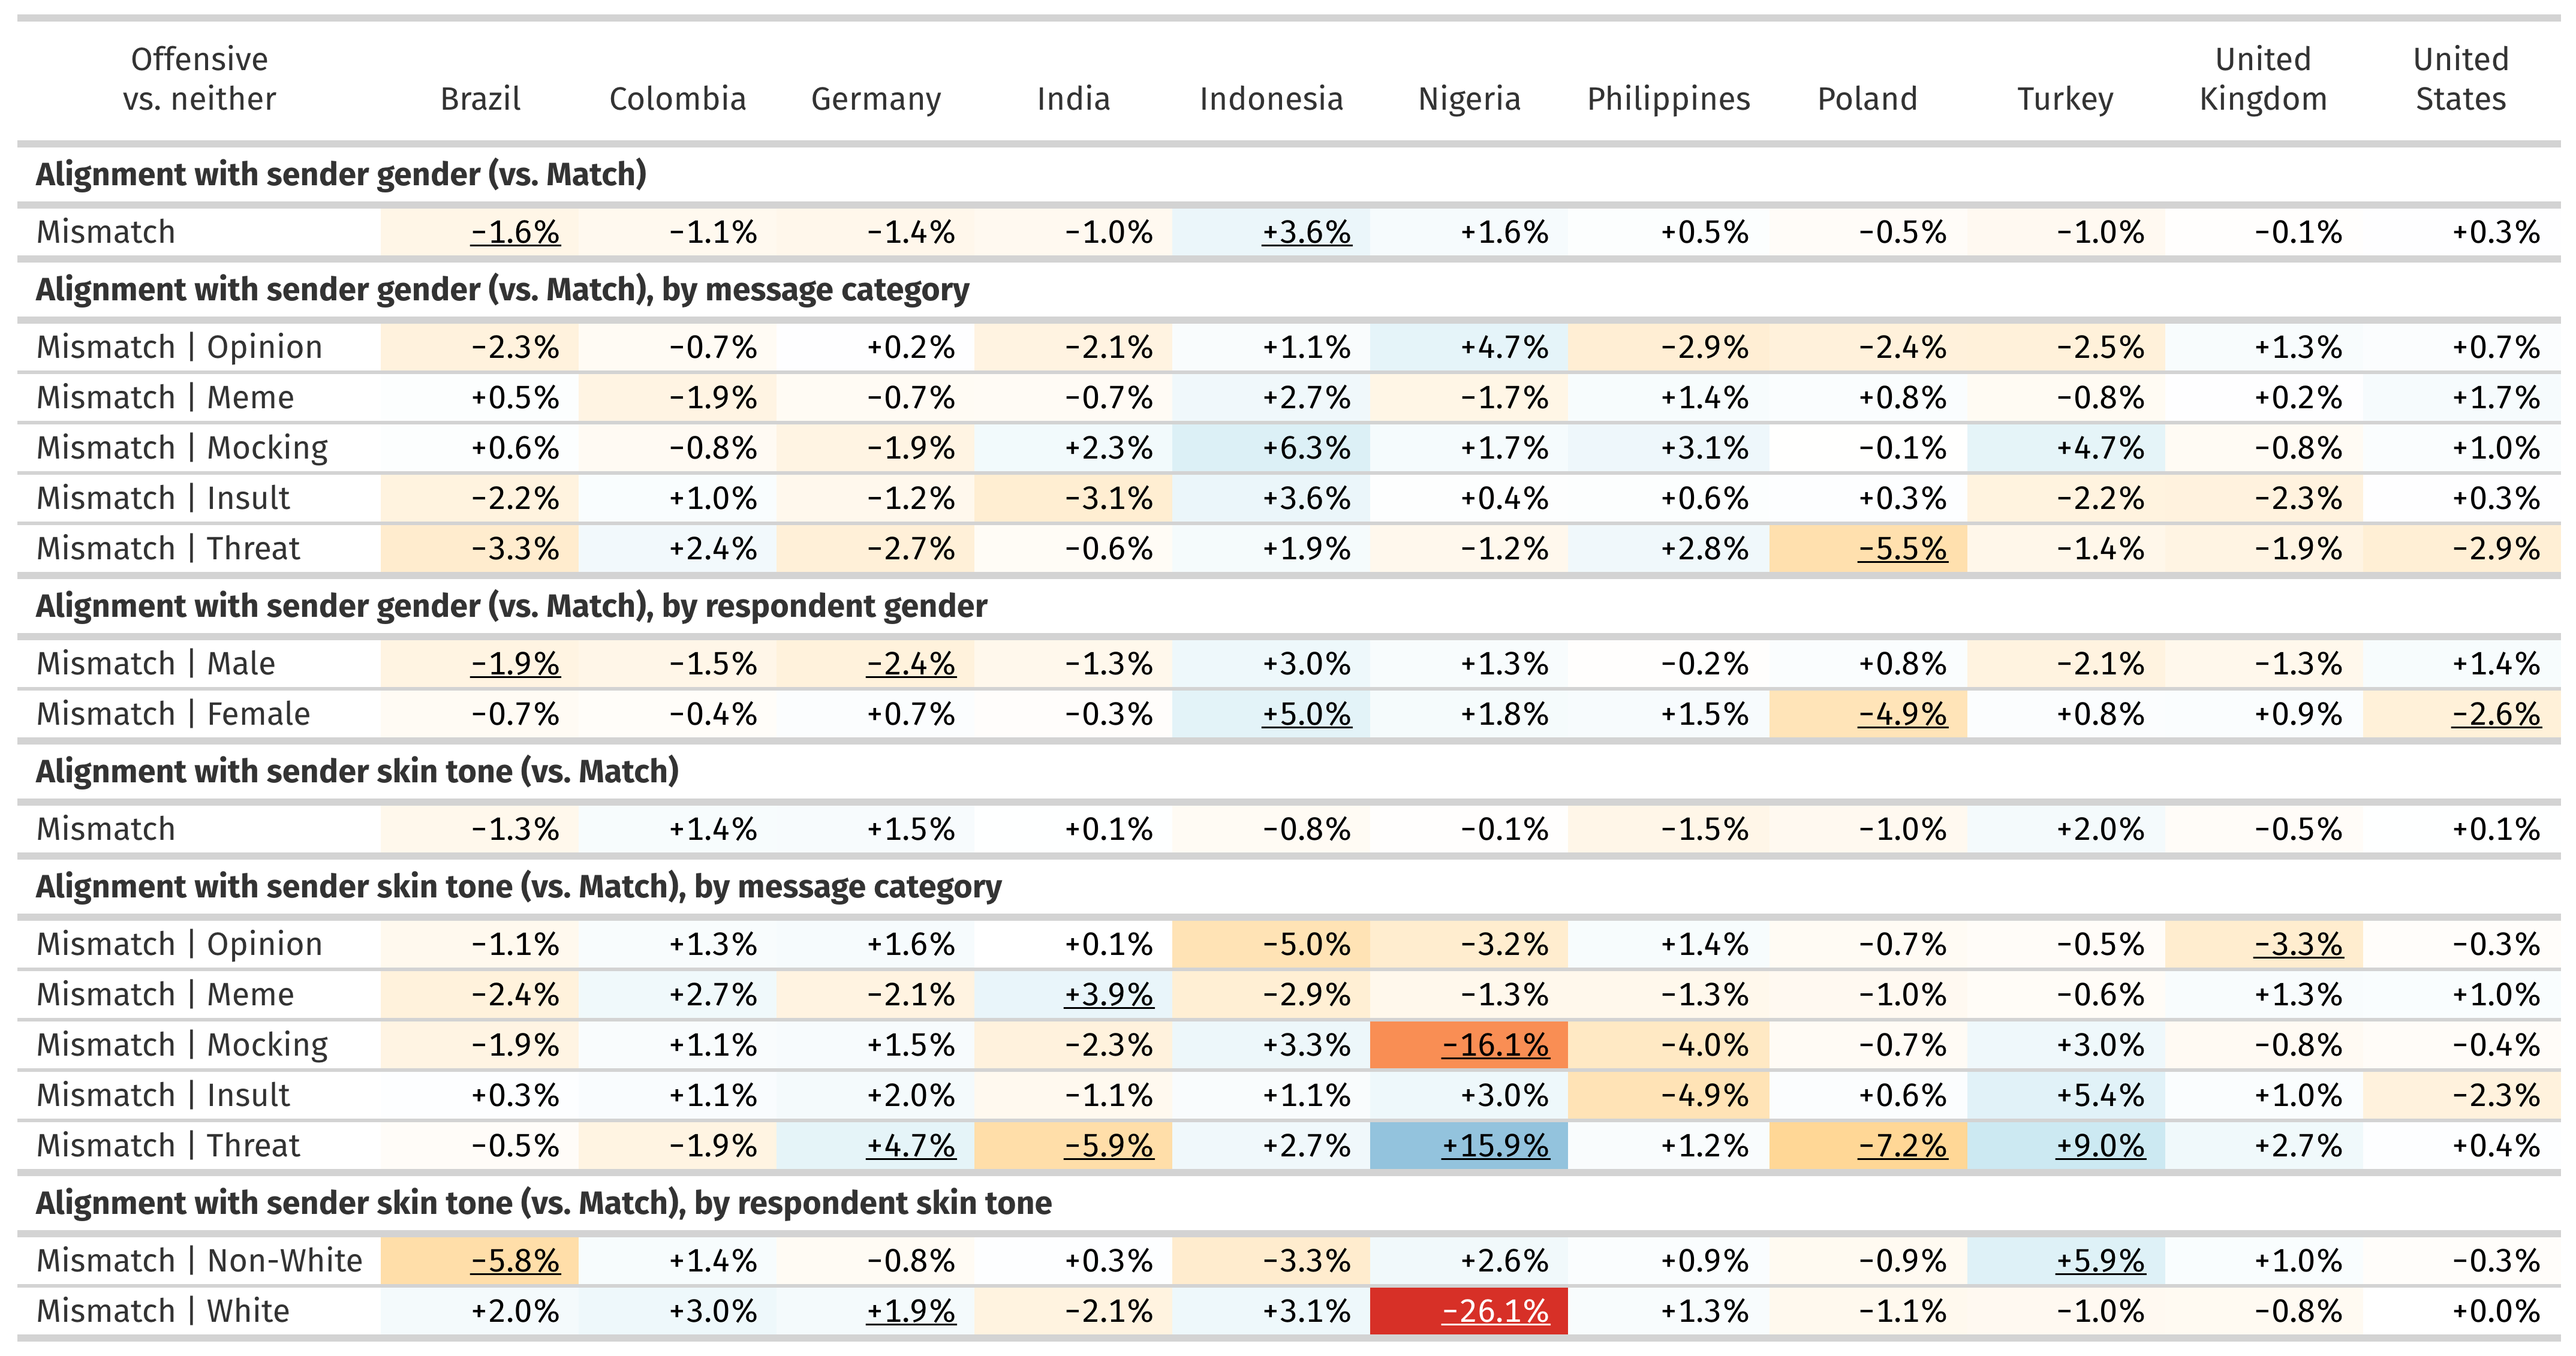 Offensive vs. neither Brazil Colombia Germany India Indonesia Nigeria Philippines Poland Turkey United Kingdom United States
Alignment with sender gender (vs. Match)
Mismatch −1.6% −1.1% −1.4% −1.0% +3.6% +1.6% +0.5% −0.5% −1.0% −0.1% +0.3%
Alignment with sender gender (vs. Match), by message category
Mismatch | Opinion −2.3% −0.7% +0.2% −2.1% +1.1% +4.7% −2.9% −2.4% −2.5% +1.3% +0.7%
Mismatch | Meme +0.5% −1.9% −0.7% −0.7% +2.7% −1.7% +1.4% +0.8% −0.8% +0.2% +1.7%
Mismatch | Mocking +0.6% −0.8% −1.9% +2.3% +6.3% +1.7% +3.1% −0.1% +4.7% −0.8% +1.0%
Mismatch | Insult −2.2% +1.0% −1.2% −3.1% +3.6% +0.4% +0.6% +0.3% −2.2% −2.3% +0.3%
Mismatch | Threat −3.3% +2.4% −2.7% −0.6% +1.9% −1.2% +2.8% −5.5% −1.4% −1.9% −2.9%
Alignment with sender gender (vs. Match), by respondent gender
Mismatch | Male −1.9% −1.5% −2.4% −1.3% +3.0% +1.3% −0.2% +0.8% −2.1% −1.3% +1.4%
Mismatch | Female −0.7% −0.4% +0.7% −0.3% +5.0% +1.8% +1.5% −4.9% +0.8% +0.9% −2.6%
Alignment with sender skin tone (vs. Match)
Mismatch −1.3% +1.4% +1.5% +0.1% −0.8% −0.1% −1.5% −1.0% +2.0% −0.5% +0.1%
Alignment with sender skin tone (vs. Match), by message category
Mismatch | Opinion −1.1% +1.3% +1.6% +0.1% −5.0% −3.2% +1.4% −0.7% −0.5% −3.3% −0.3%
Mismatch | Meme −2.4% +2.7% −2.1% +3.9% −2.9% −1.3% −1.3% −1.0% −0.6% +1.3% +1.0%
Mismatch | Mocking −1.9% +1.1% +1.5% −2.3% +3.3% −16.1% −4.0% −0.7% +3.0% −0.8% −0.4%
Mismatch | Insult +0.3% +1.1% +2.0% −1.1% +1.1% +3.0% −4.9% +0.6% +5.4% +1.0% −2.3%
Mismatch | Threat −0.5% −1.9% +4.7% −5.9% +2.7% +15.9% +1.2% −7.2% +9.0% +2.7% +0.4%
Alignment with sender skin tone (vs. Match), by respondent skin tone
Mismatch | Non-White −5.8% +1.4% −0.8% +0.3% −3.3% +2.6% +0.9% −0.9% +5.9% +1.0% −0.3%
Mismatch | White +2.0% +3.0% +1.9% −2.1% +3.1% −26.1% +1.3% −1.1% −1.0% −0.8% +0.0%